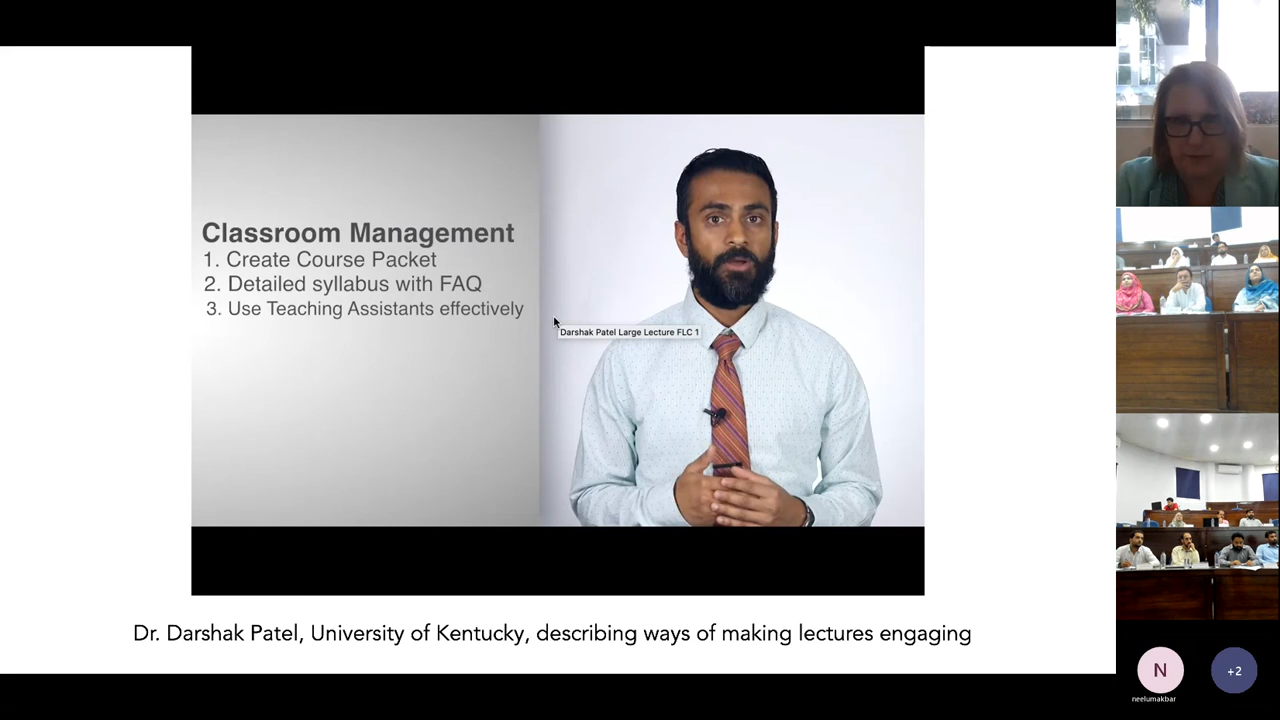 Classroom Management
1. Create Course Packet
2. Detailed syllabus with FAQ
3. Use Teaching Assistants effectively
Darshak Patel Large Lecture FLC 1
Dr. Darshak Patel, University of Kentucky, describing ways of making lectures engaging
N
+2
neelumakbar